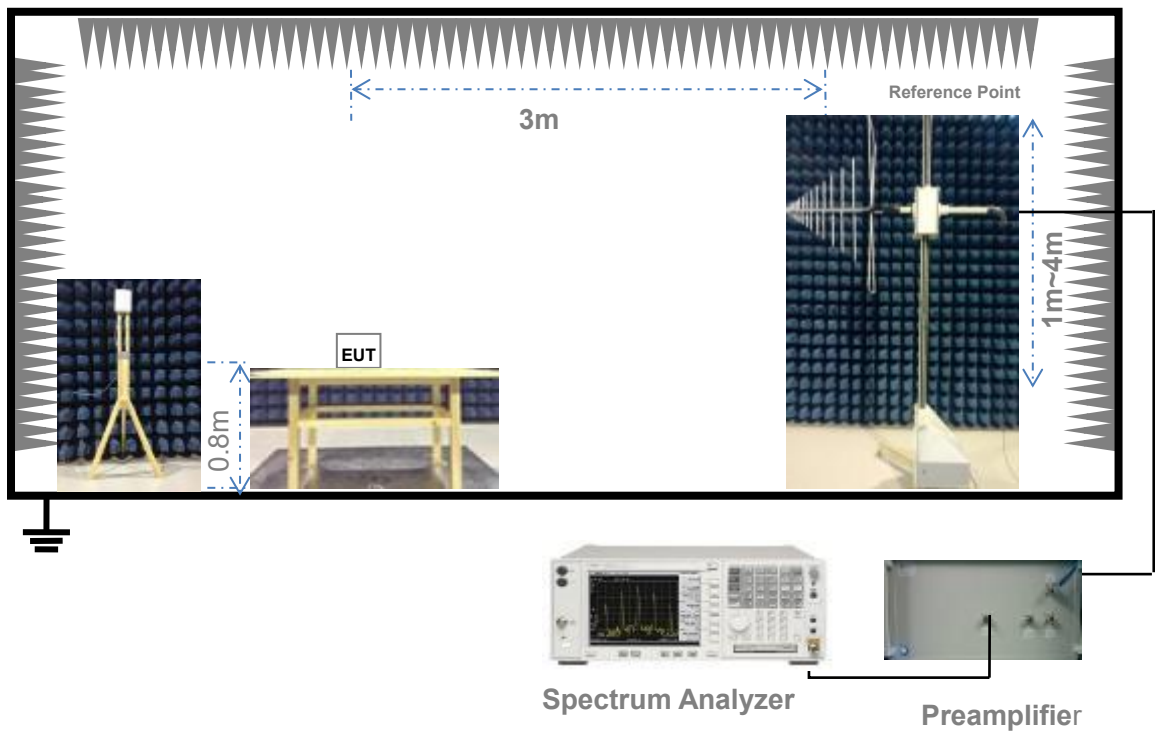 Reference Point
3m
1m~4m
EUT
0.8m
Spectrum Analyzer
Preamplifier